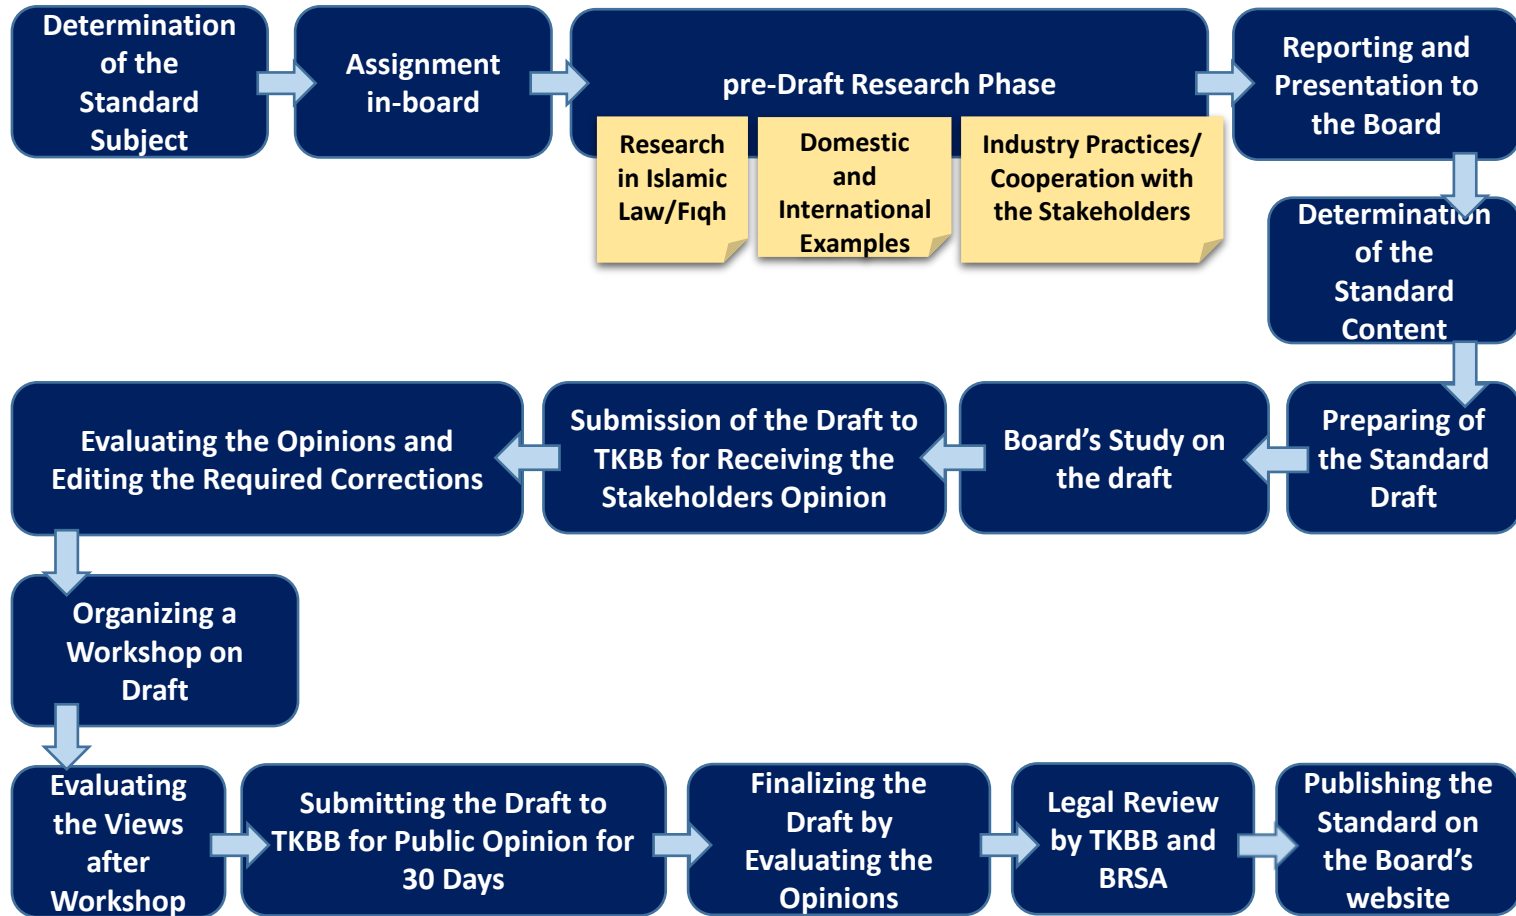 Determination
of the
Standard
Subject
Assignment
in-board
pre-Draft Research Phase
Research
in Islamic
Law/Fıqh
Domestic
and
International
Examples
Industry Practices/
Cooperation with
the Stakeholders
Reporting and
Presentation to
the Board
Determination
of the
Standard
Content
Preparing of
the Standard
Draft
Board’s Study on
the draft
Submission of the Draft to
TKBB for Receiving the
Stakeholders Opinion
Evaluating the Opinions and
Editing the Required Corrections
Organizing a
Workshop on
Draft
Evaluating
the Views
after
Workshop
Submitting the Draft to
TKBB for Public Opinion for
30 Days
Finalizing the
Draft by
Evaluating the
Opinions
Legal Review
by TKBB and
BRSA
Publishing the
Standard on
the Board’s
website